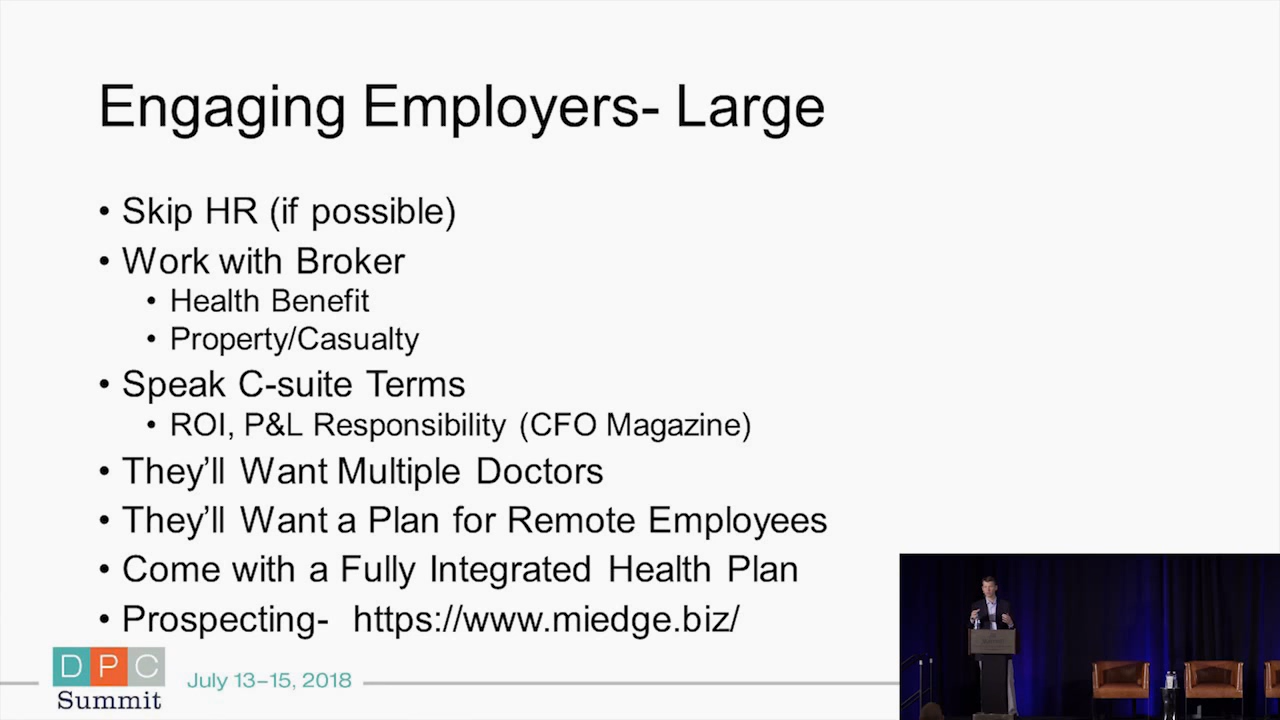 Engaging Employers- Large
• Skip HR (if possible)
• Work with Broker
• Health Benefit
• Property/Casualty
• Speak C-suite Terms
• ROI, P&L Responsibility (CFO Magazine)
• They’ll Want Multiple Doctors
• They’ll Want a Plan for Remote Employees
• Come with a Fully Integrated Health Plan
• Prospecting- https://www.miedge.biz/
DPC
Summit
July 13–15, 2018